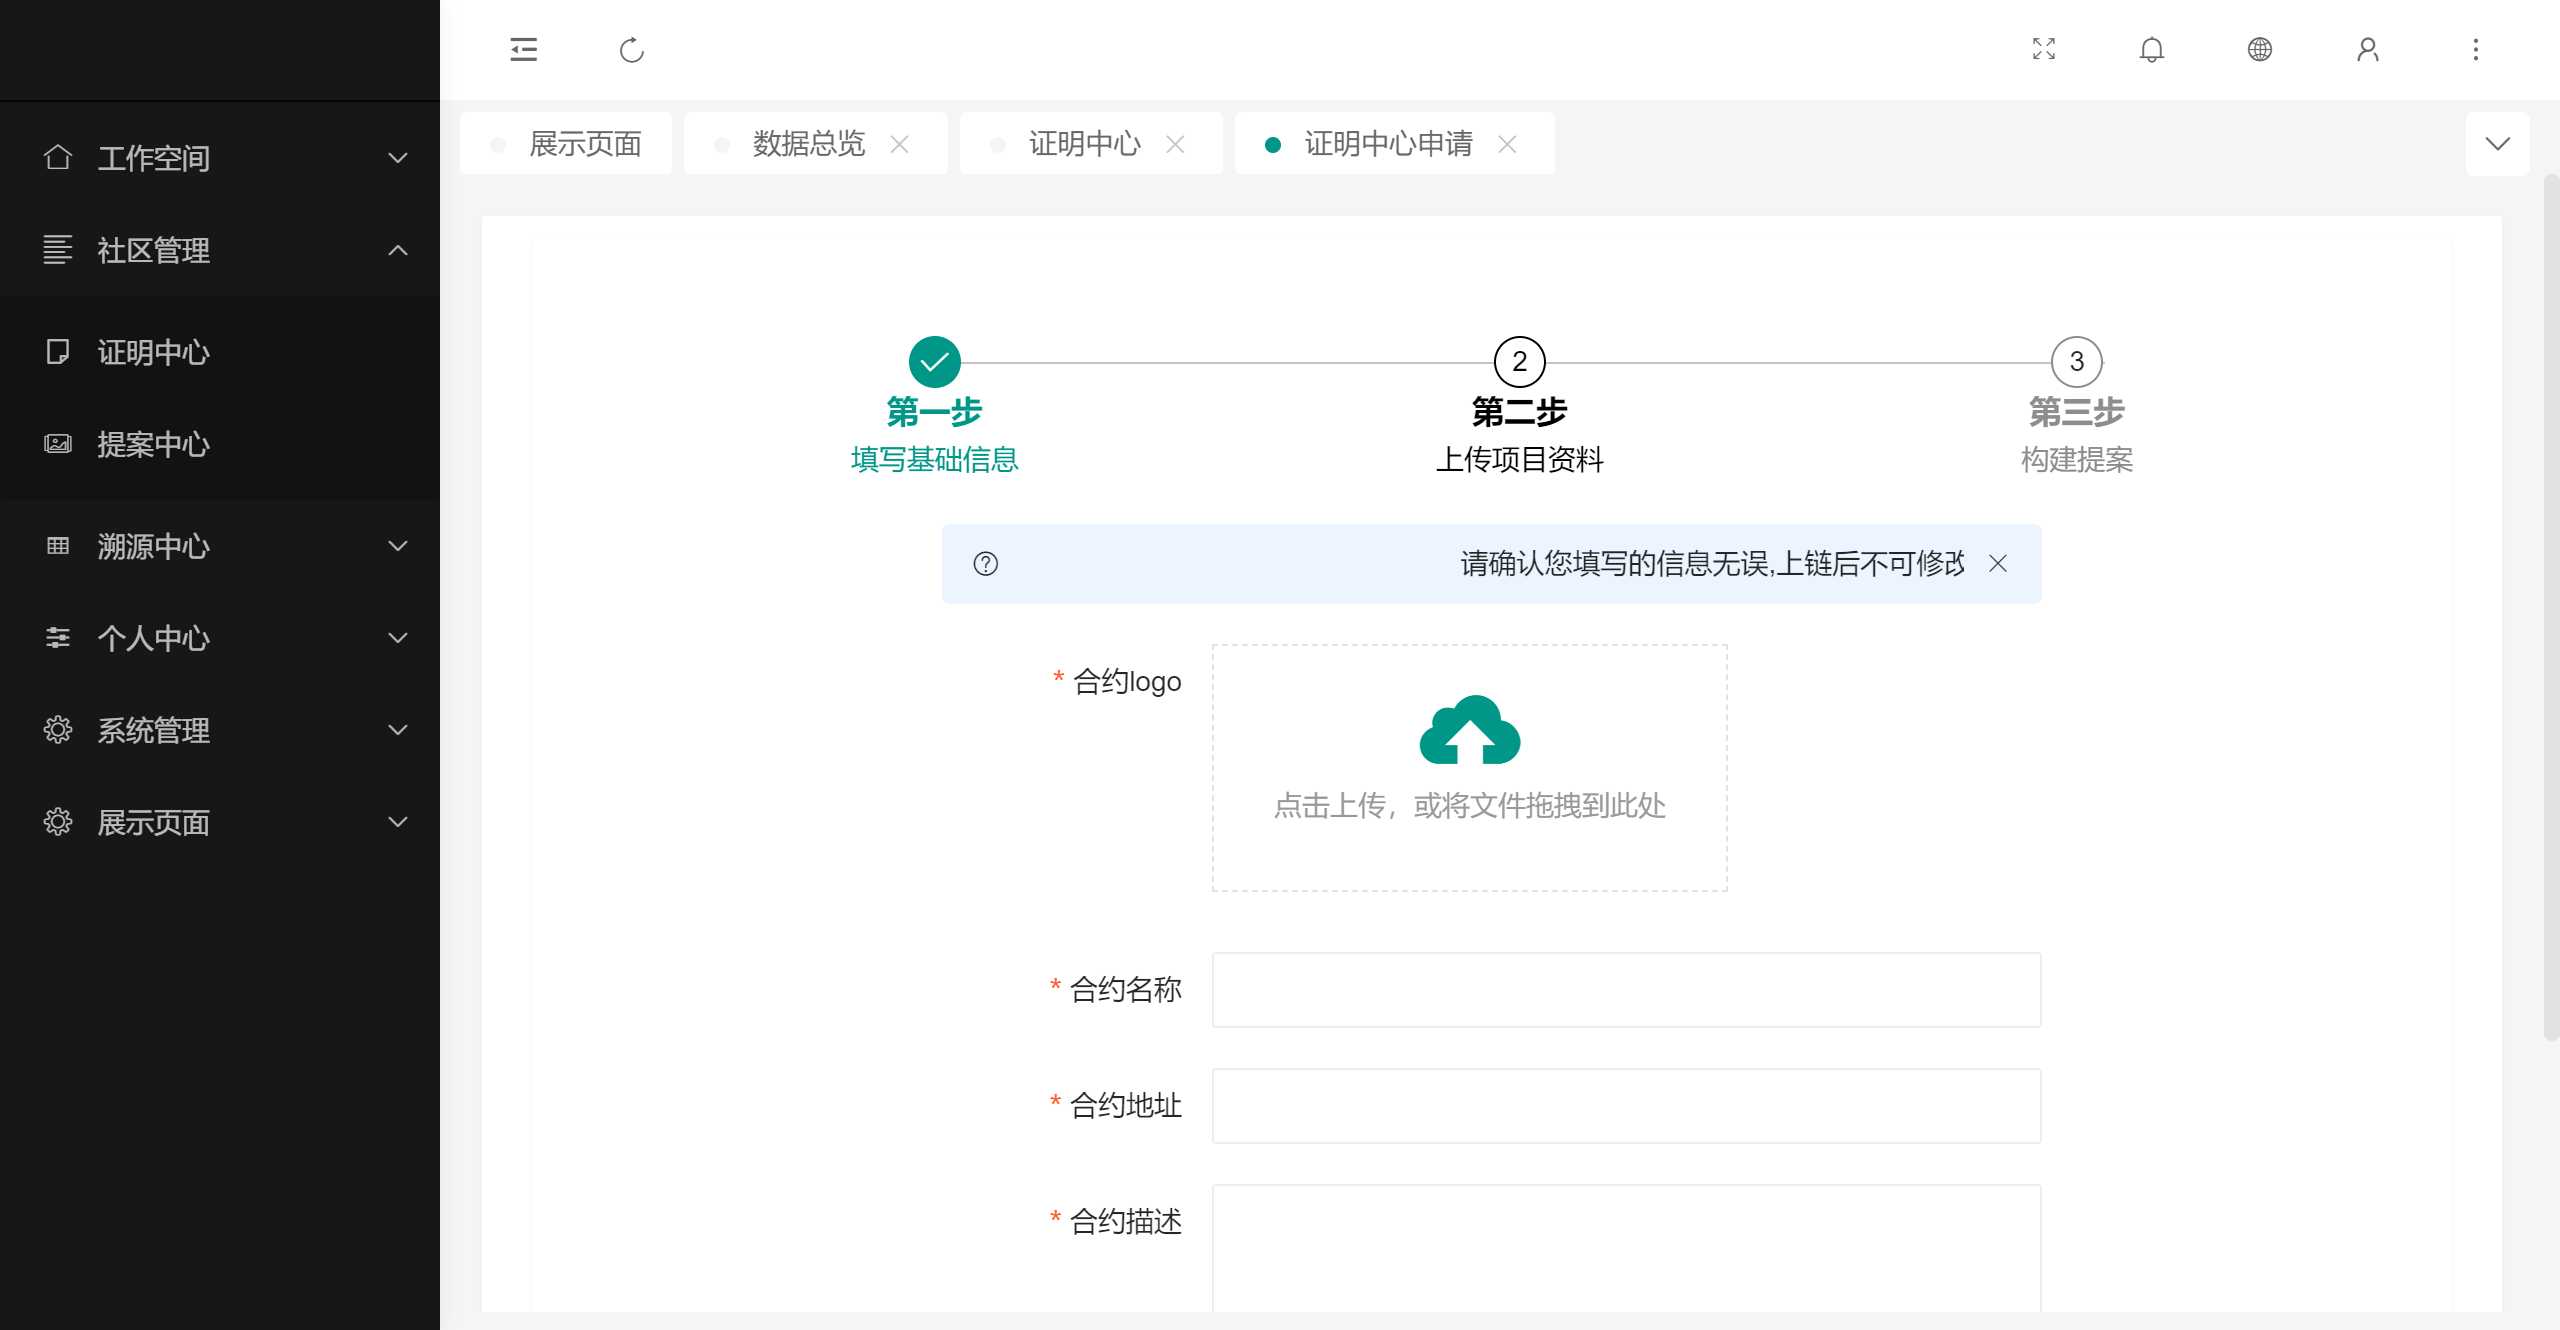 工作空间
社区管理
证明中心
提案中心
溯源中心
个人中心
系统管理
展示页面
展示页面 数据总览 证明中心 证明中心申请
2 3
第一步 第二步 第三步
填写基础信息 上传项目资料 构建提案
请确认您填写的信息无误,上链后不可修改
* 合约logo
点击上传，或将文件拖拽到此处
* 合约名称
* 合约地址
* 合约描述